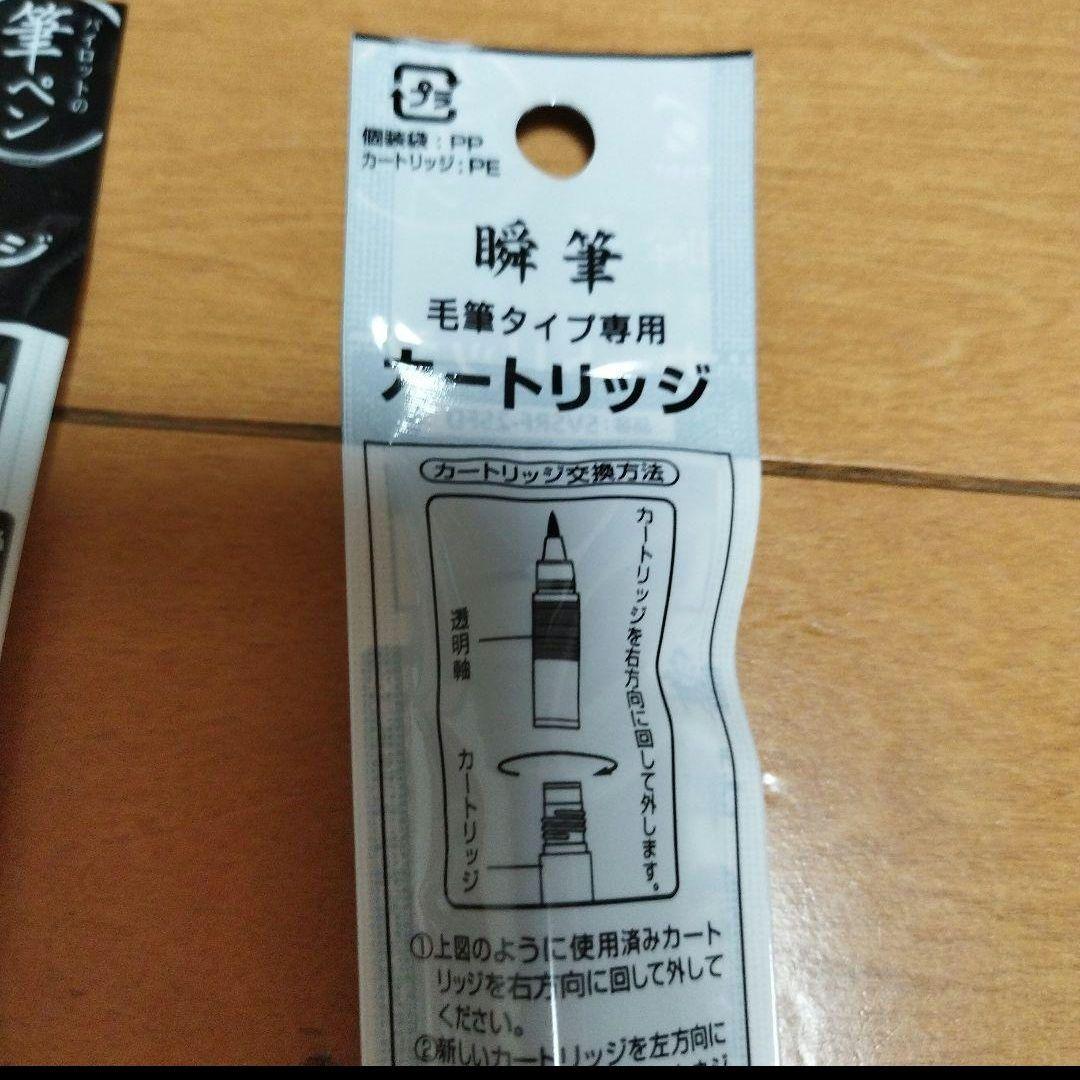 パイロットの
筆ペン
ジ
プラ
個装袋：PP
カートリッジ：PE
瞬筆
毛筆タイプ専用
カートリッジ
カートリッジ交換方法
カートリッジを右方向に回して外します。
透明軸
カートリッジ
①上図のように使用済みカート
リッジを右方向に回して外して
ください。
②新しいカートリッジを左方向に